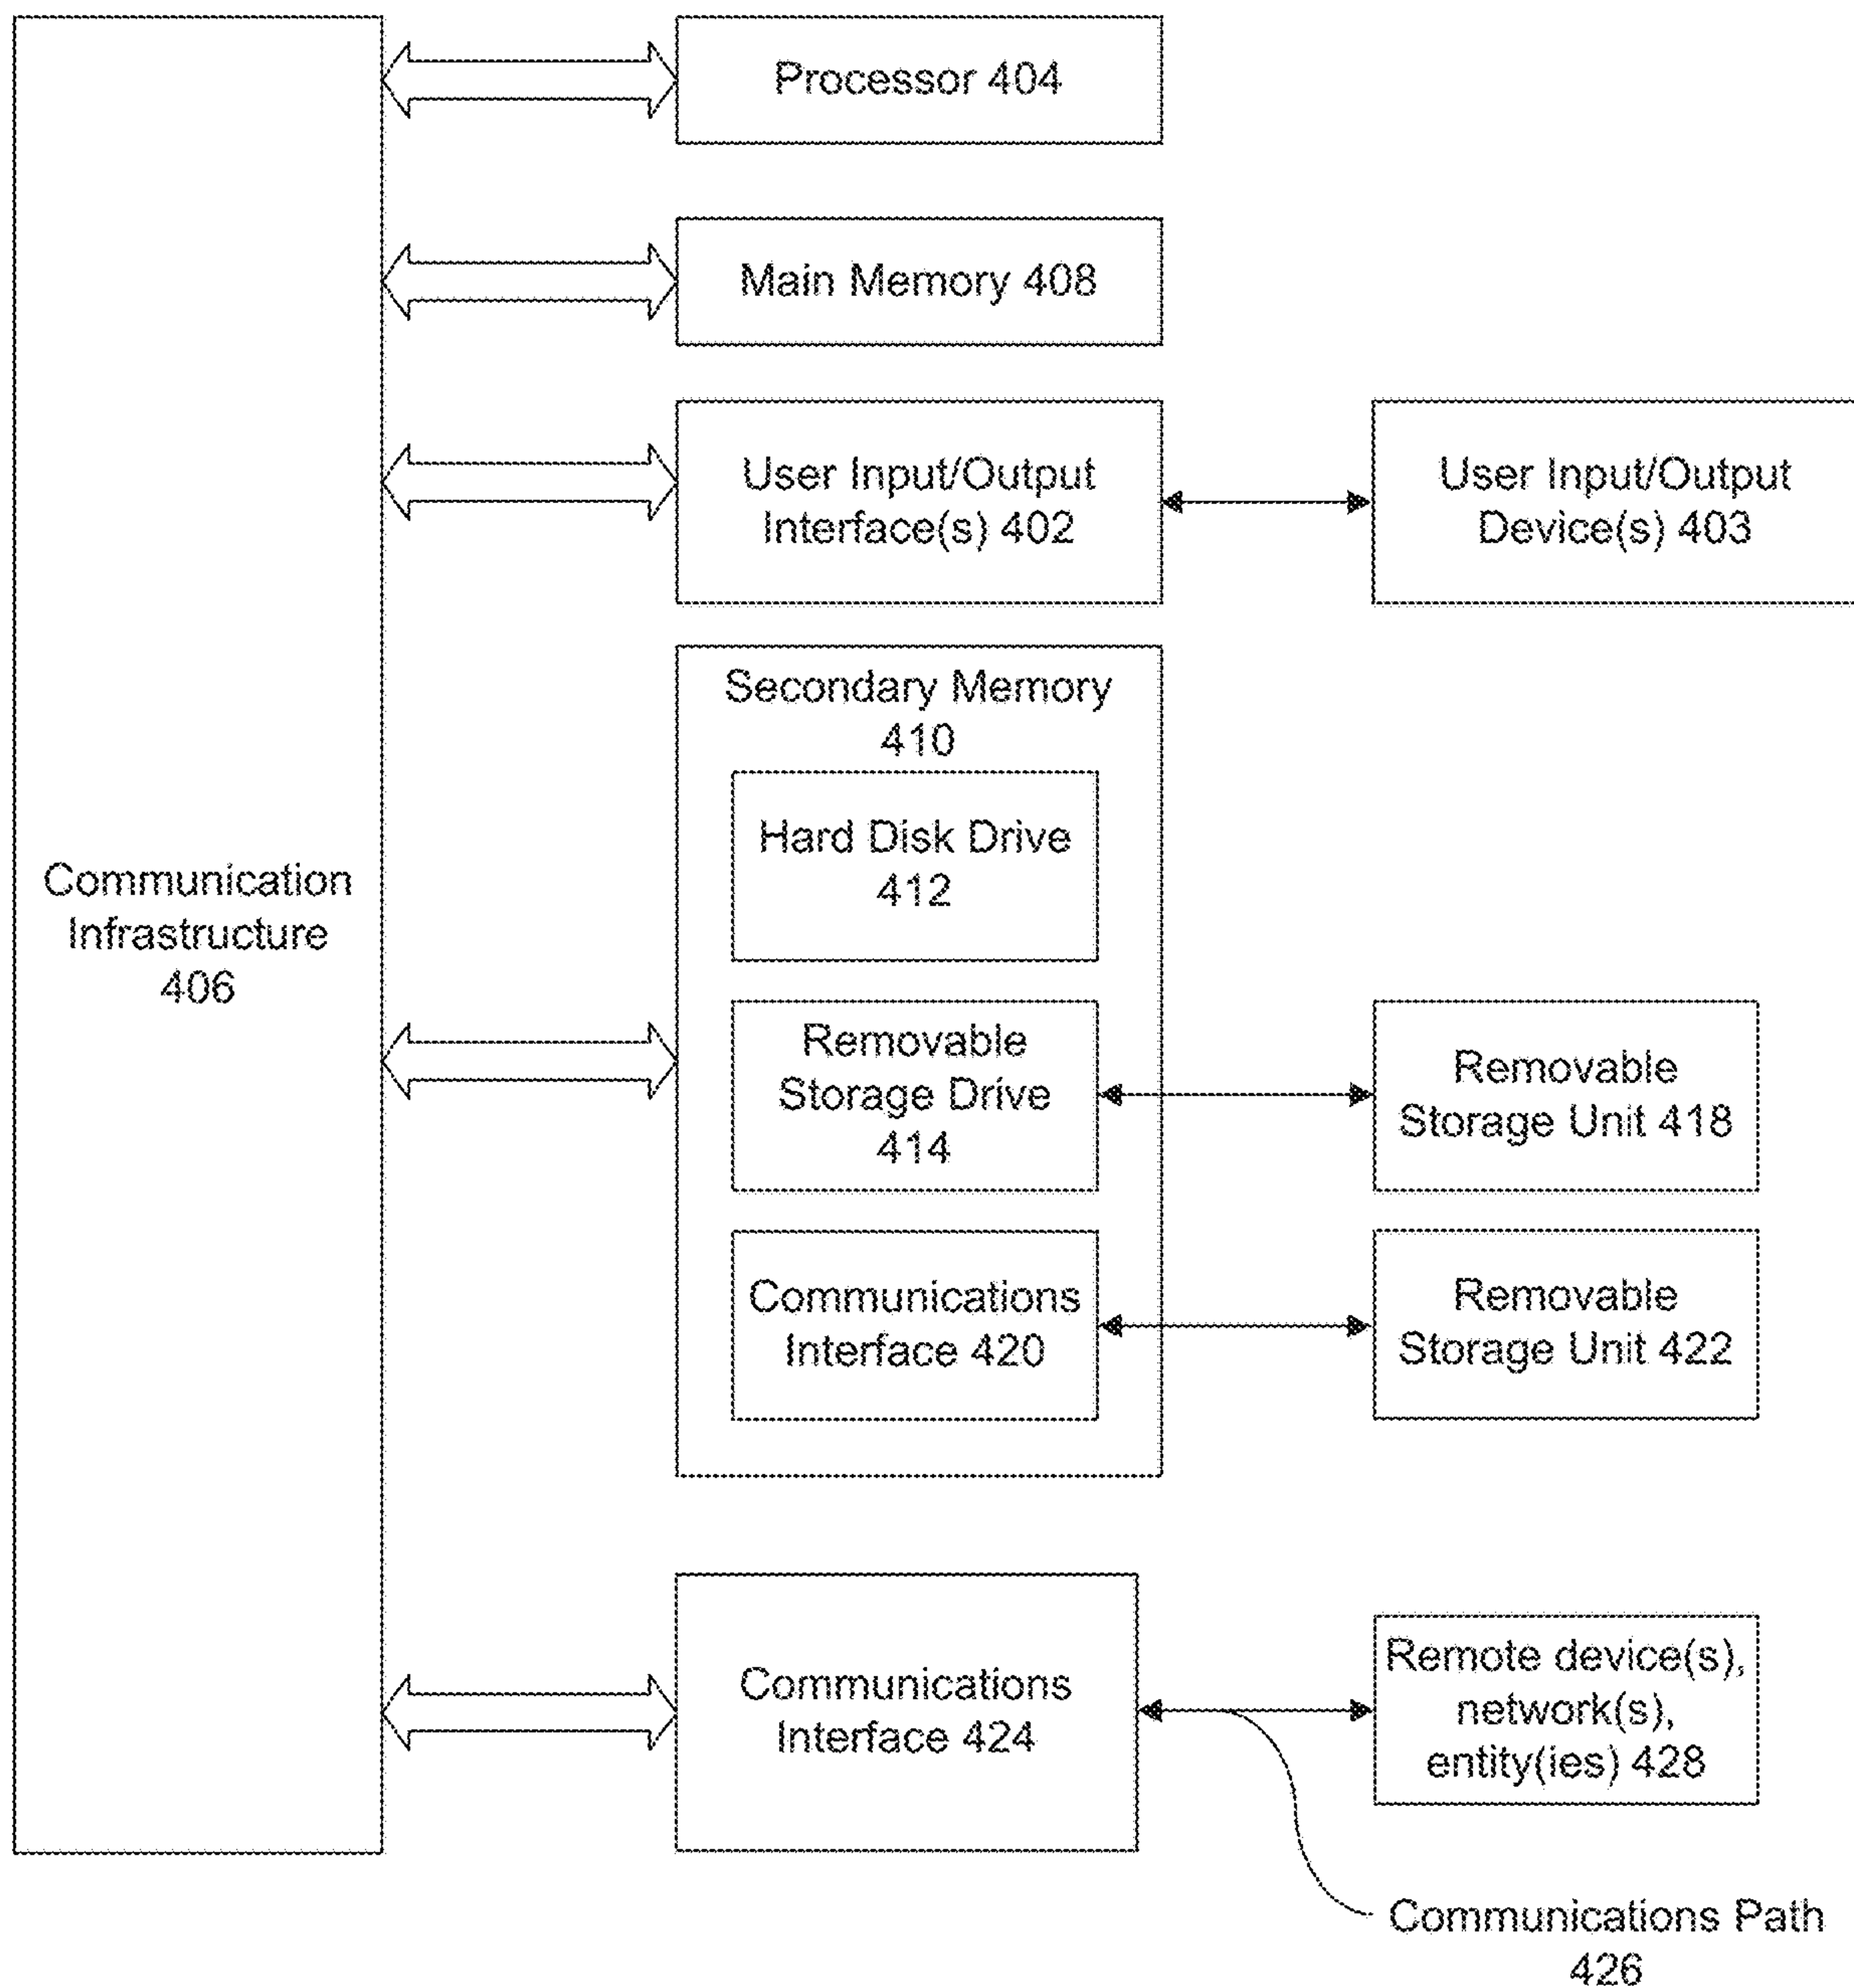 Processor 404
Main Memory 408
User Input/Output
Interface(s) 402
User Input/Output
Device(s) 403
Secondary Memory
410
Hard Disk Drive
412
Communication
Infrastructure
406
Removable
Storage Drive
414
Removable
Storage Unit 418
Communications
Interface 420
Removable
Storage Unit 422
Communications
Interface 424
Remote device(s),
network(s),
entity(ies) 428
Communications Path
426